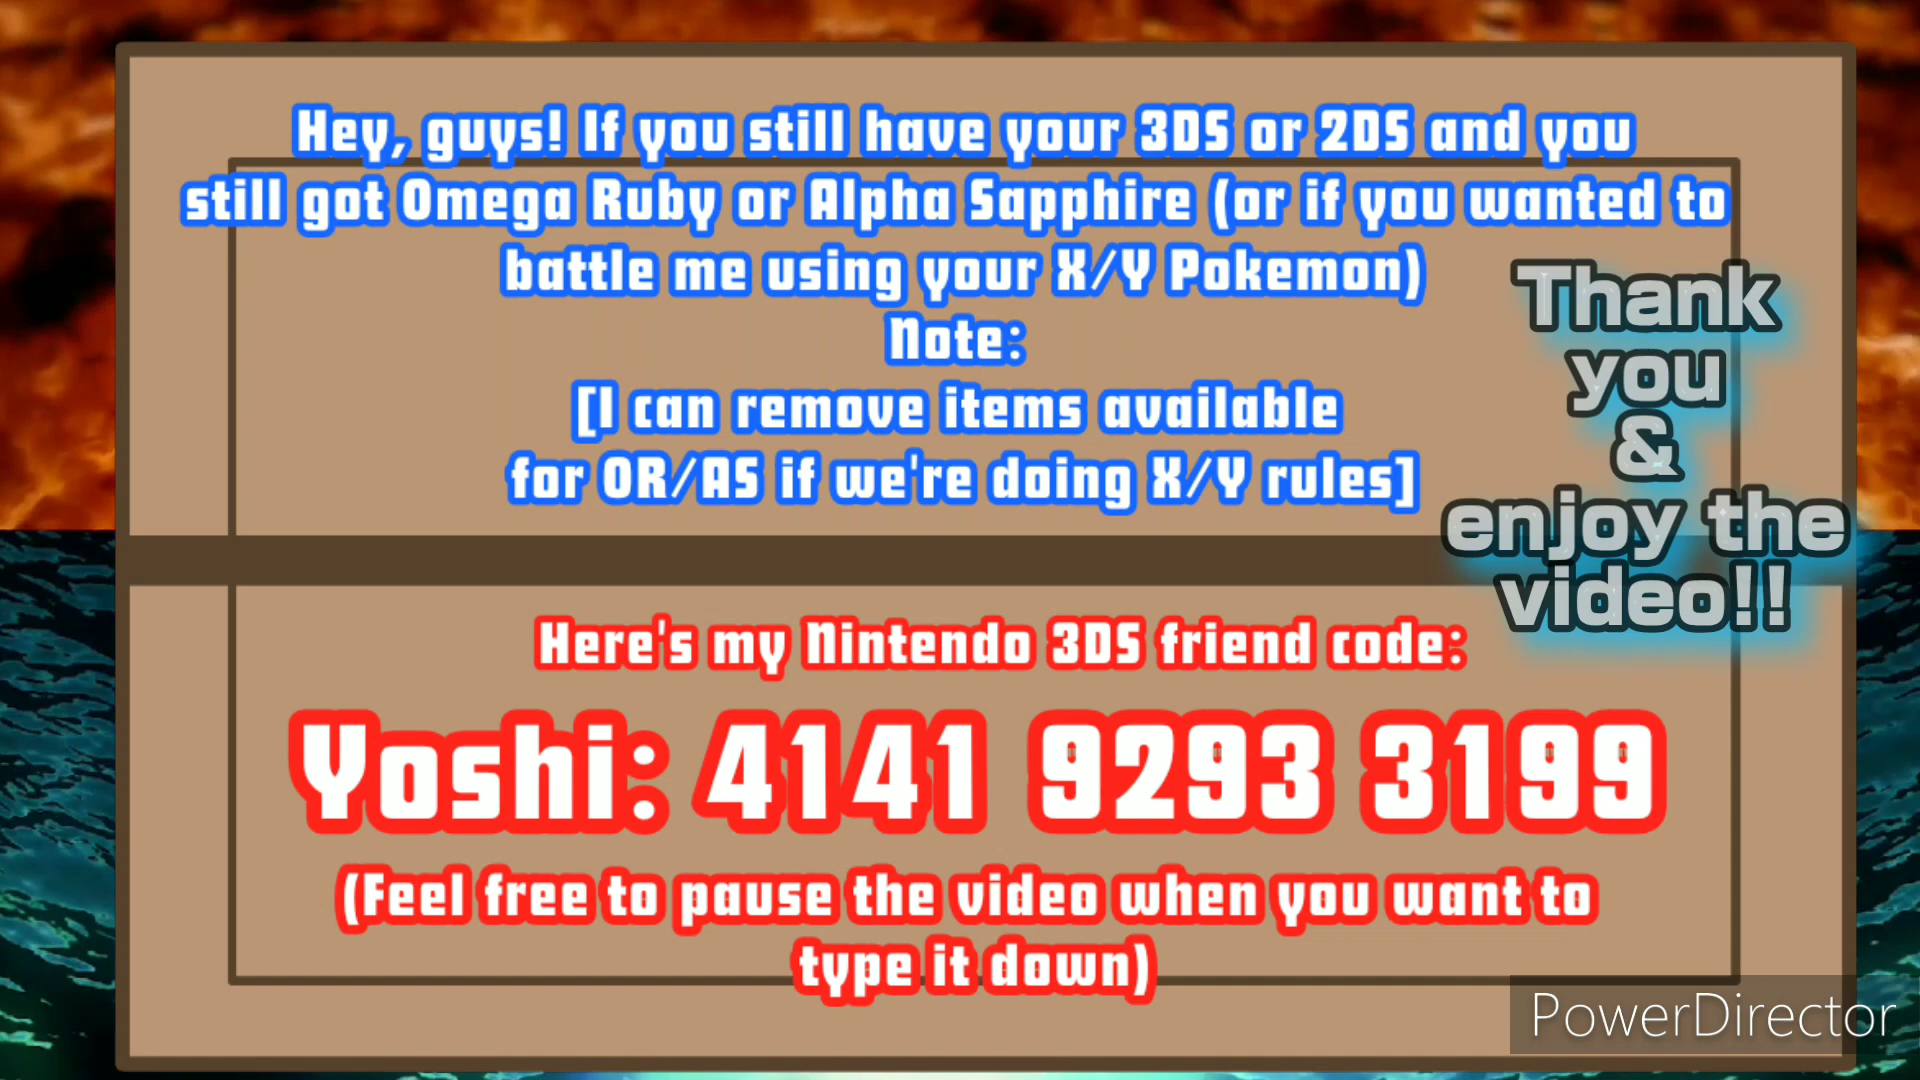 Hey, guys! If you still have your 3DS or 2DS and you
still got Omega Ruby or Alpha Sapphire (or if you wanted to
battle me using your X/Y Pokemon)
Note:
[I can remove items available
for OR/AS if we're doing X/Y rules]
Thank
you
&
enjoy the
video!!
Here's my Nintendo 3DS friend code:
Yoshi: 4141 9293 3199
(Feel free to pause the video when you want to
type it down)
PowerDirector